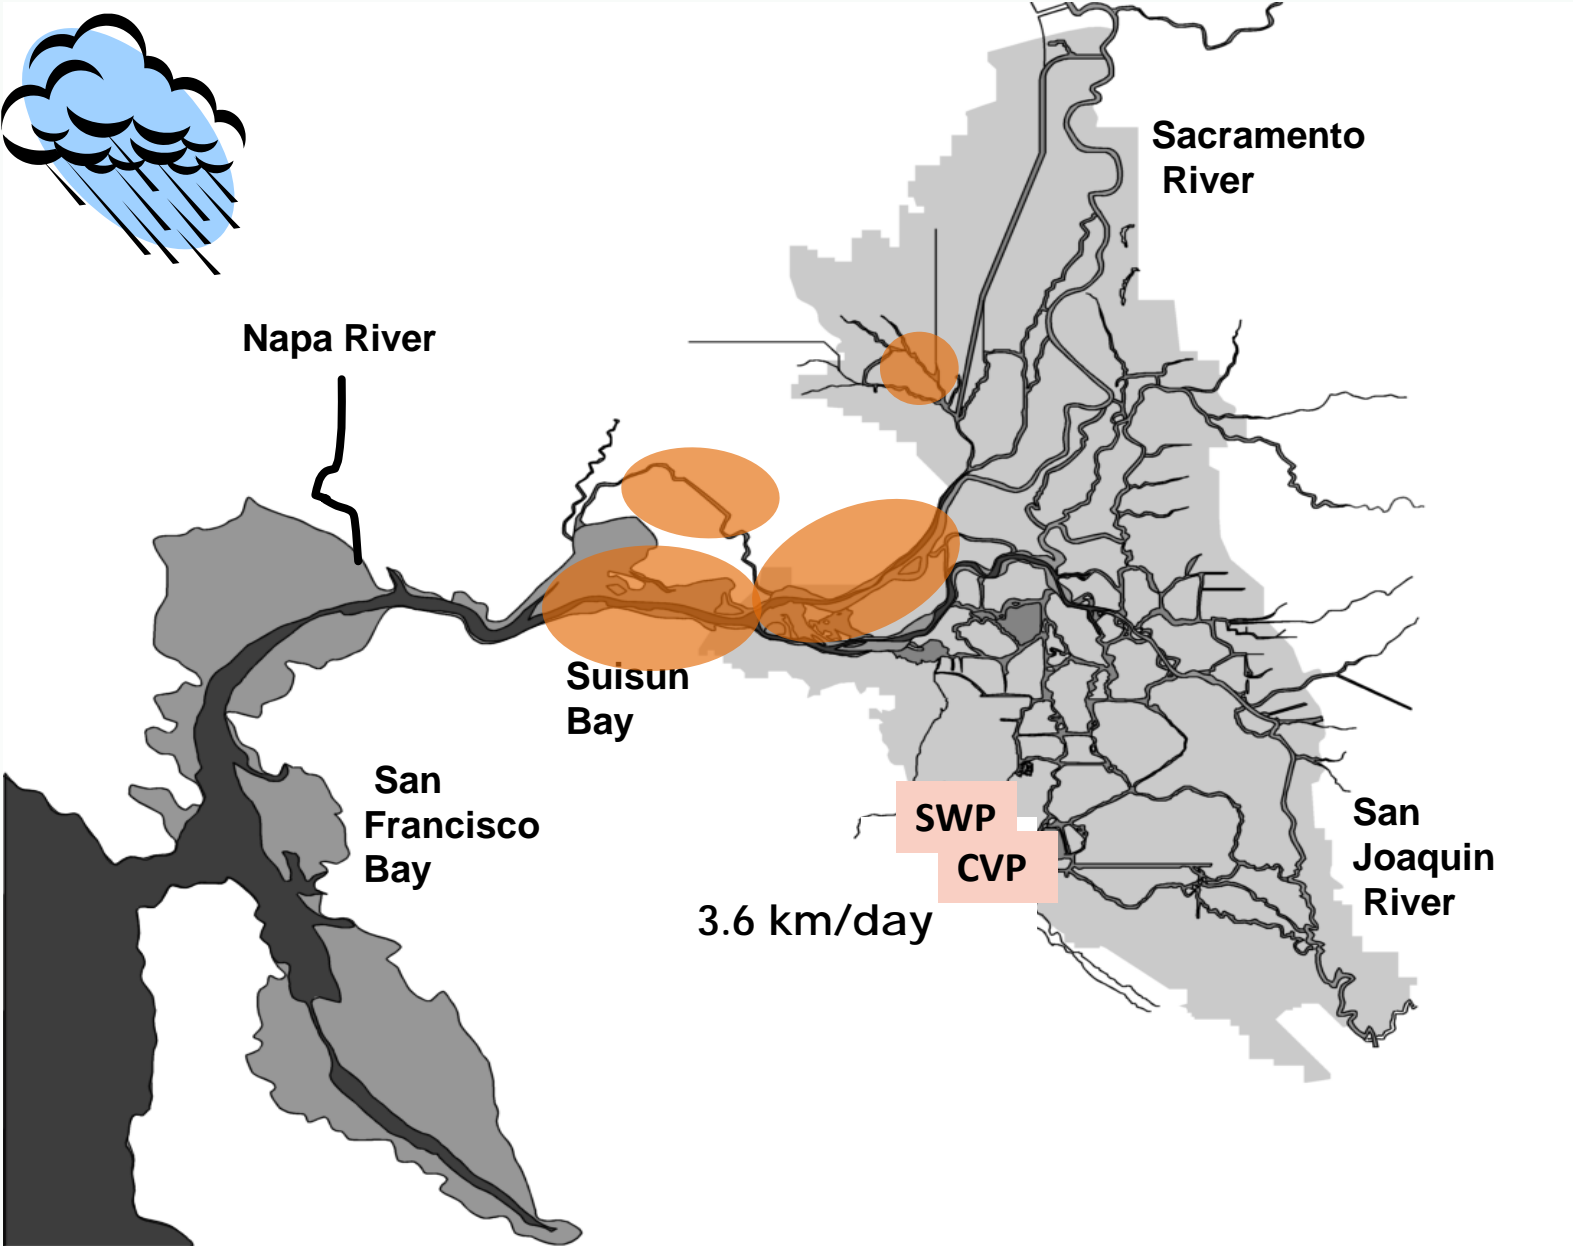 Sacramento
River
Napa River
Suisun
Bay
San
Francisco
Bay
SWP
CVP
San
Joaquin
River
3.6 km/day